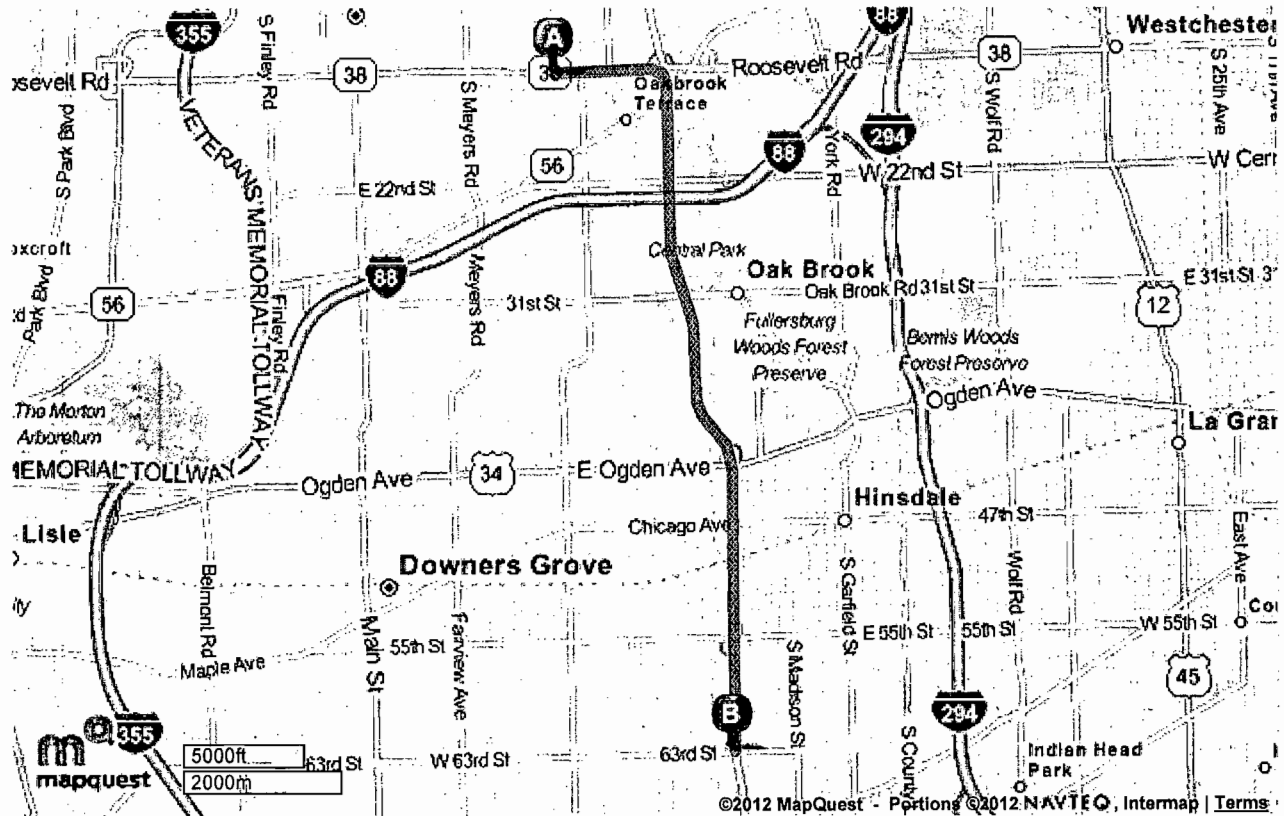 88
355
Westchester
S Finley Rd
A
38
38
38
Roosevelt Rd
S 25th Ave
S Park Blvd
S Meyers Rd
Oakbrook
Terrace
S Wolf Rd
294
VETERANS MEMORIAL TOLLWAY
88
56
York Rd
W 22nd St
W Cerr
E 22nd St
Central Park
Oak Brook
88
Meyers Rd
E 31st St
Oak Brook Rd
31st St
56
31st St
12
Park Blvd
Finley Rd
Fullersburg
Woods Forest
Preserve
Bemis Woods
Forest Preserve
Ogden Ave
The Morton
Arboretum
La Gran
MEMORIAL TOLLWAY
Ogden Ave
34
E Ogden Ave
Hinsdale
Lisle
Chicago Ave
47th St
East Ave
Downers Grove
Belmont Rd
S Garfield St
Wolf Rd
Main St
Fairview Ave
55th St
E 55th St
55th St
W 55th St
Maple Ave
S Madison St
45
B
294
355
mapquest
5000ft
2000m
63rd St
W 63rd St
63rd St
S County
Indian Head
Park
©2012 MapQuest - Portions ©2012 NAVTEQ, Intermap | Terms